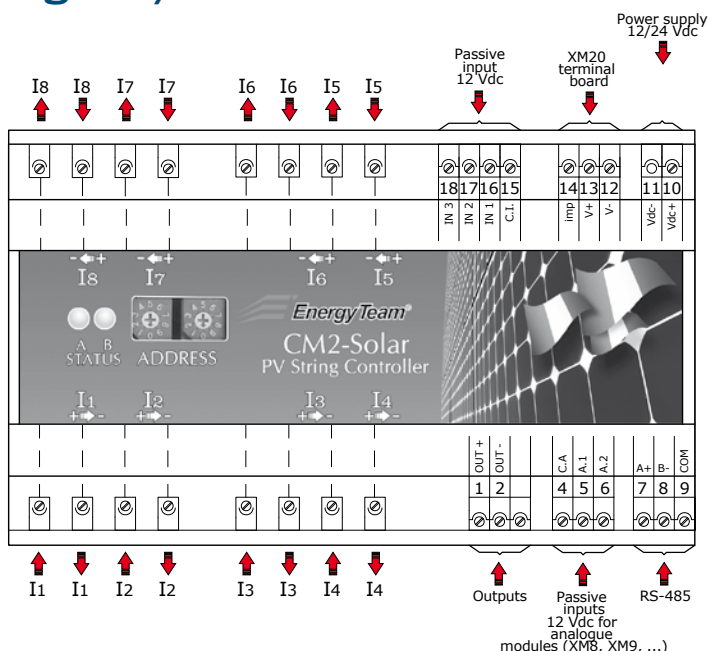 Power supply
12/24 Vdc
Passive
input
12 Vdc
XM20
terminal
board
I8 I8 I7 I7 I6 I6 I5 I5
18 17 16 15 14 13 12 11 10
IN 3 IN 2 IN 1 C.I. imp V+ V- Vdc- Vdc+
- + - + - + - +
I8 I7 I6 I5
EnergyTeam®
CM2-Solar
PV String Controller
A B
STATUS ADDRESS
I1 I2 I3 I4
+ - + - + - + -
OUT + OUT - C.A A.1 A.2 A+ B- COM
1 2 4 5 6 7 8 9
I1 I1 I2 I2 I3 I3 I4 I4
Outputs
Passive
inputs
12 Vdc for
analogue
modules (XM8, XM9, ...)
RS-485